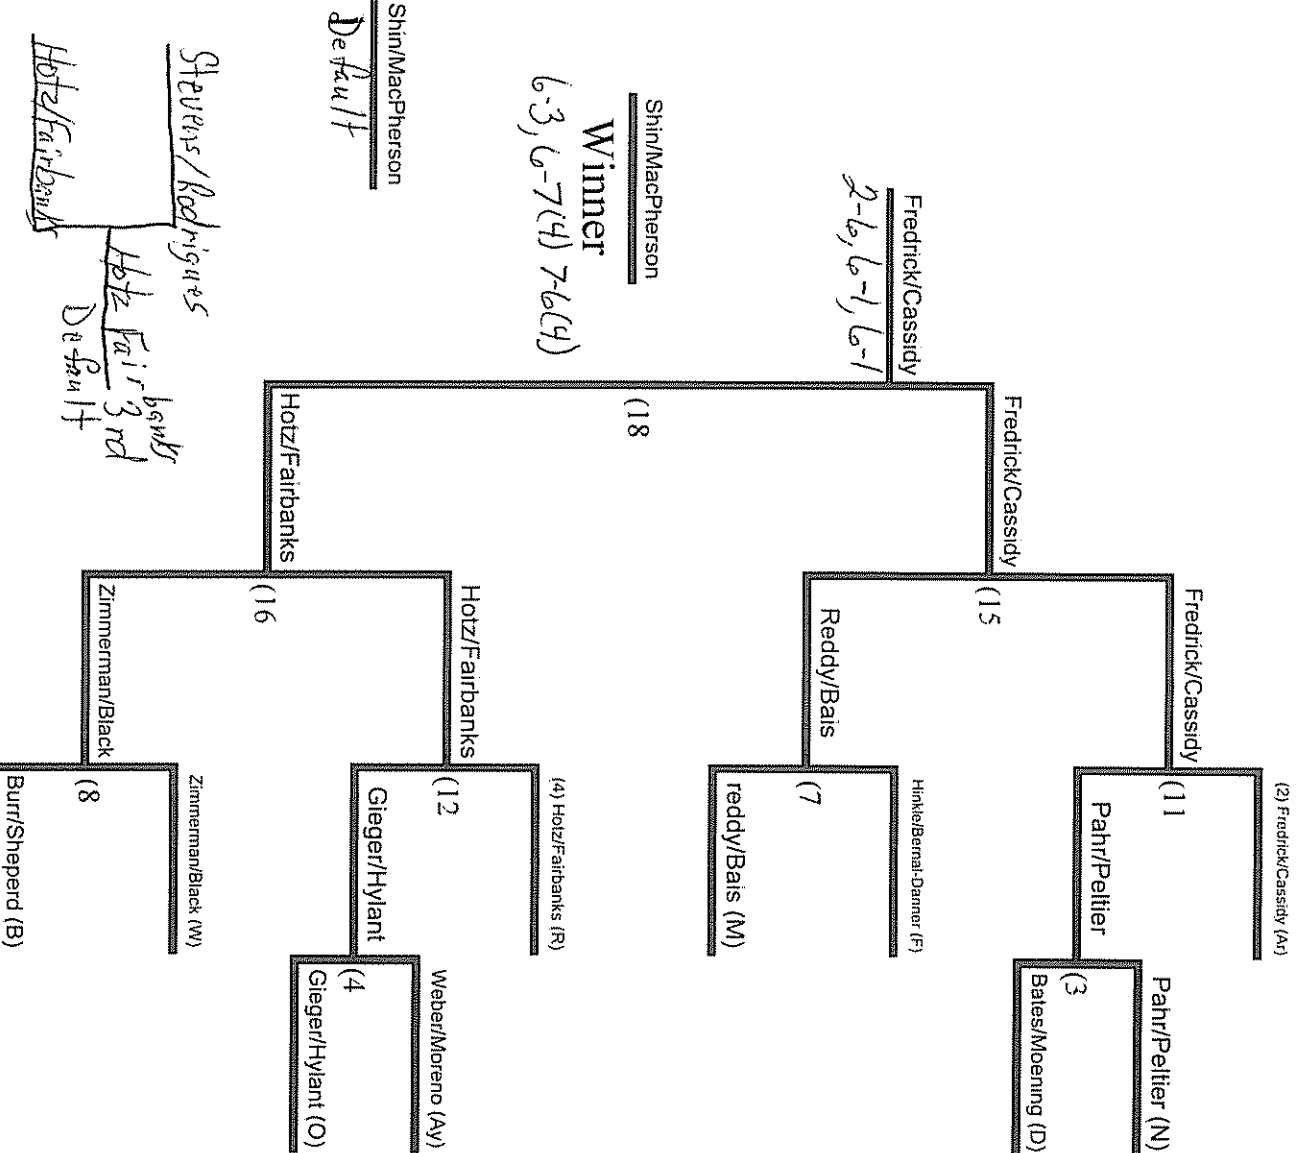 (2) Fredrick/Cassidy (Ar)
Fredrick/Cassidy
(11
Pahr/Peltier (N)
Pahr/Peltier
(3
Bates/Moening (D)
Fredrick/Cassidy
(15
Hinkle/Bernal-Danner (F)
Reddy/Bais
(7
reddy/Bais (M)
Fredrick/Cassidy
2-6, 6-1, 6-1
(18
Shin/MacPherson
Winner
6-3, 6-7(4) 7-6(4)
(4) Hotz/Fairbanks (R)
Hotz/Fairbanks
(12
Weber/Moreno (Ay)
Gieger/Hylant
(4
Gieger/Hylant (O)
Hotz/Fairbanks
(16
Zimmerman/Black (W)
Zimmerman/Black
(8
Burr/Sheperd (B)
Shin/MacPherson
Default
Stevens/Rodrigues
Hotz Fairbanks 3rd
Default
Hotz/Fairbanks